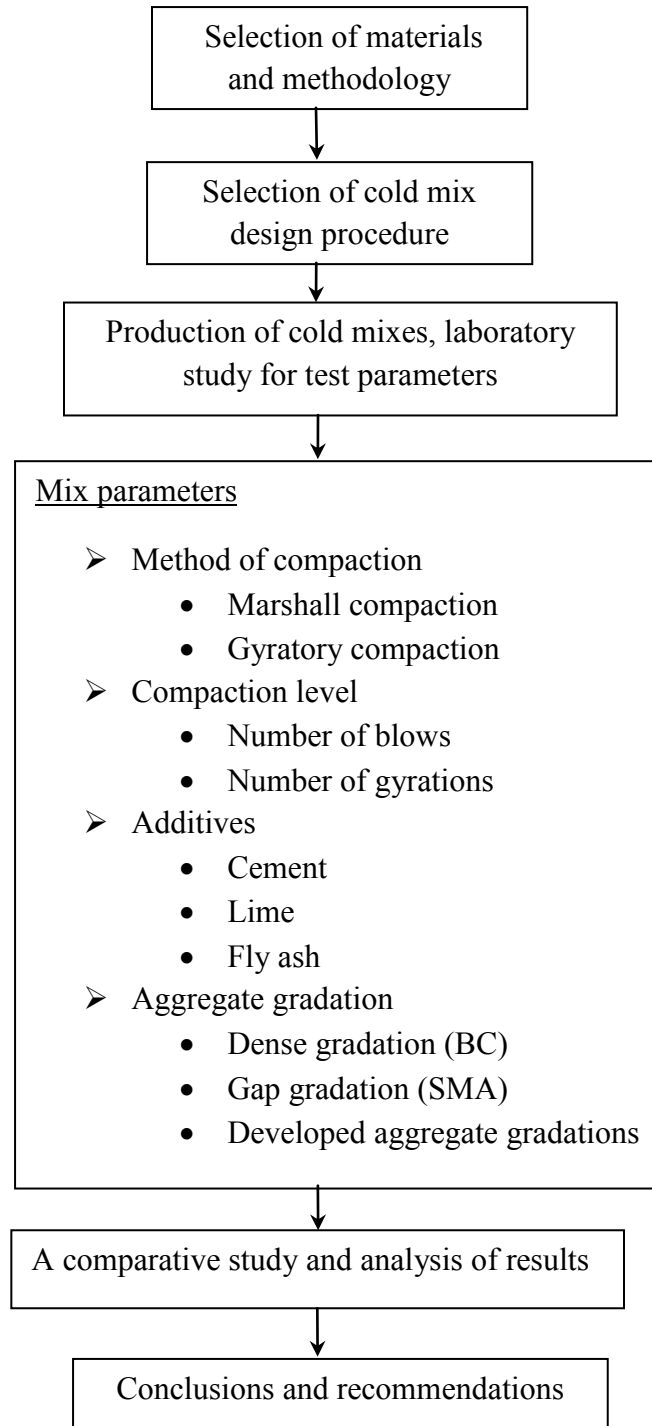 Selection of materials
and methodology
Selection of cold mix
design procedure
Production of cold mixes, laboratory
study for test parameters
Mix parameters
➢ Method of compaction
• Marshall compaction
• Gyratory compaction
➢ Compaction level
• Number of blows
• Number of gyrations
➢ Additives
• Cement
• Lime
• Fly ash
➢ Aggregate gradation
• Dense gradation (BC)
• Gap gradation (SMA)
• Developed aggregate gradations
A comparative study and analysis of results
Conclusions and recommendations